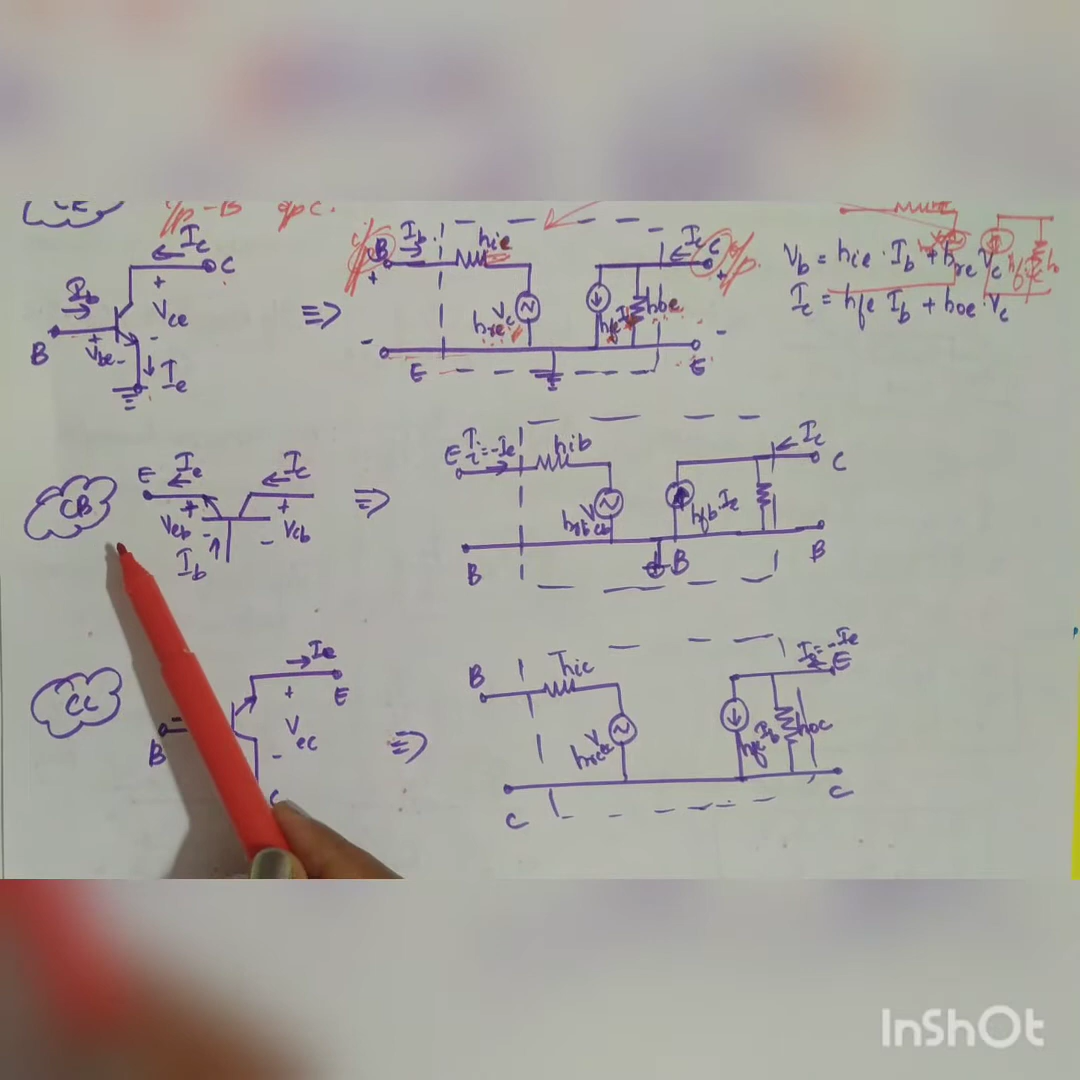 CE i/p - B o/p C.
Ic
C
+
Ib
Vce
-
B
+ Vbe -
Ie
⇒
i/p B Ib hie
+
hre Vc
hfe Ib hoe
Ic C o/p.
+
-
E
-
E
Vb = hie · Ib + hre Vc
Ic = hfe Ib + hoe · Vc
CB
E Ie Ic
+ +
Veb Vcb
- -
Ib
⇒
E Ii = -Ie hib
hrb Vcb
hfb Ie
Ic
C
B B B
CC
Ie
+ E
B
Vec
-
C
⇒
B hic
hrc Vec
hfc Ib hoc
-Ie
E
C C
InShOt